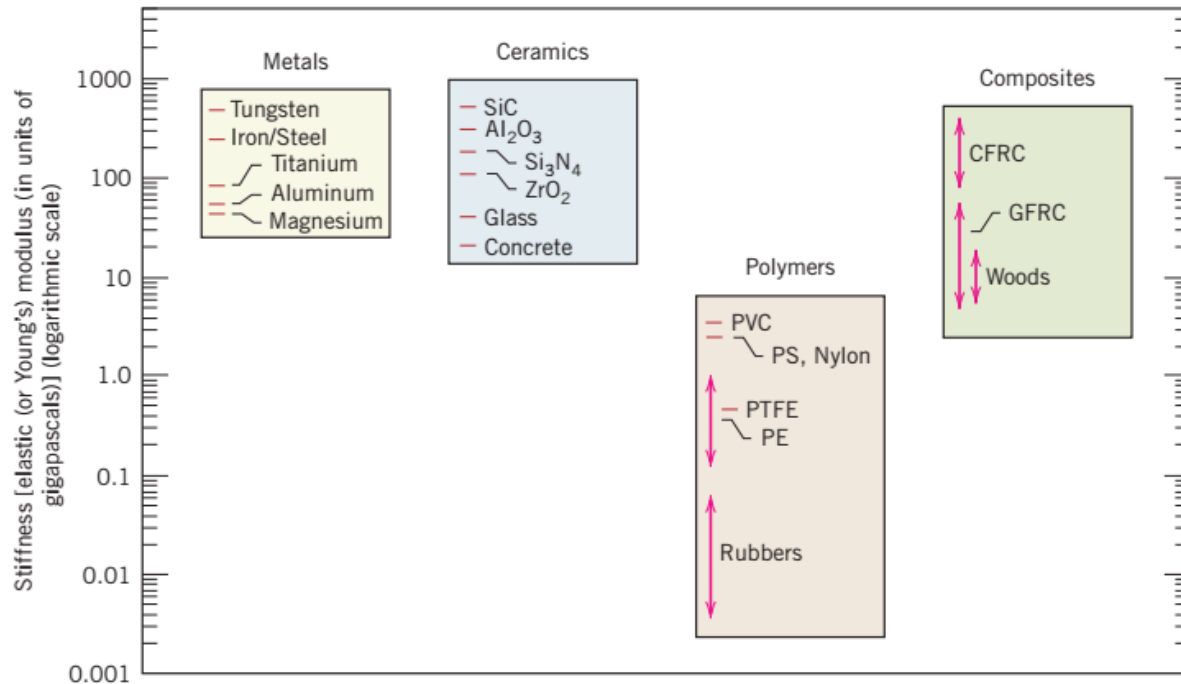 Stiffness [elastic (or Young's) modulus (in units of
gigapascals)] (logarithmic scale)
1000
100
10
1.0
0.1
0.01
0.001
Metals
Tungsten
Iron/Steel
Titanium
Aluminum
Magnesium
Ceramics
SiC
Al₂O₃
Si₃N₄
ZrO₂
Glass
Concrete
Polymers
PVC
PS, Nylon
PTFE
PE
Rubbers
Composites
CFRC
GFRC
Woods